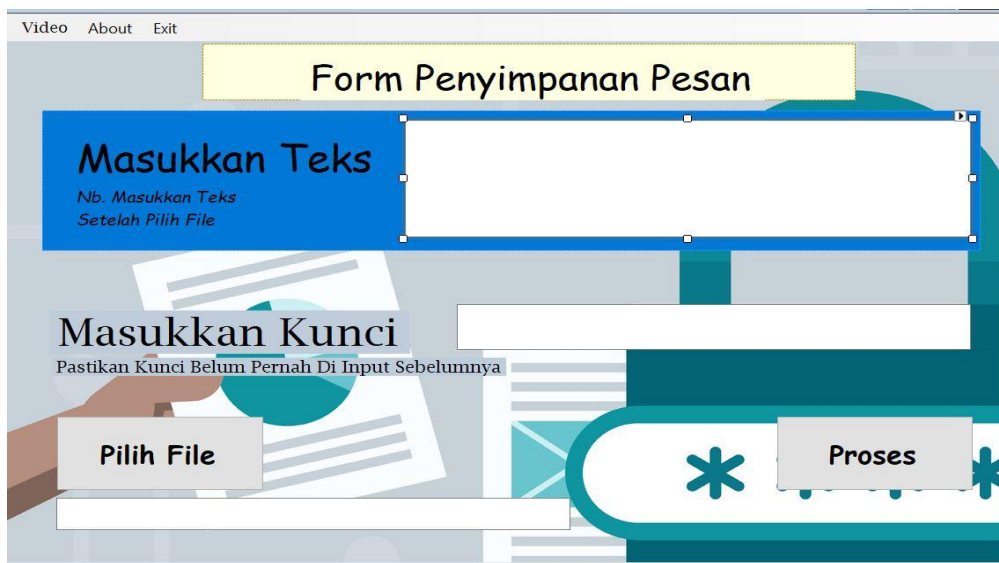 Video About Exit
Form Penyimpanan Pesan
Masukkan Teks
Nb. Masukkan Teks
Setelah Pilih File
Masukkan Kunci
Pastikan Kunci Belum Pernah Di Input Sebelumnya
Pilih File
Proses